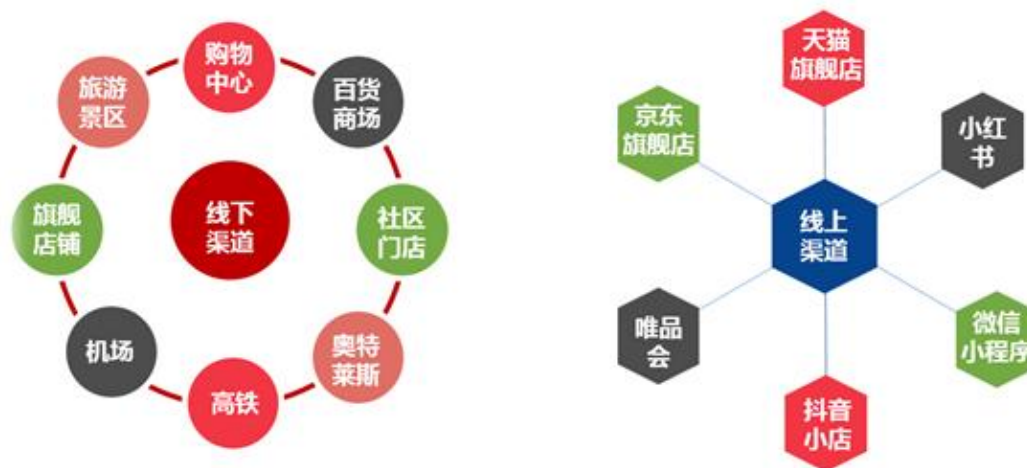 购物
中心
百货
商场
社区
门店
奥特
莱斯
高铁
机场
旗舰
店铺
旅游
景区
线下
渠道
天猫
旗舰店
小红
书
微信
小程序
抖音
小店
唯品
会
京东
旗舰店
线上
渠道